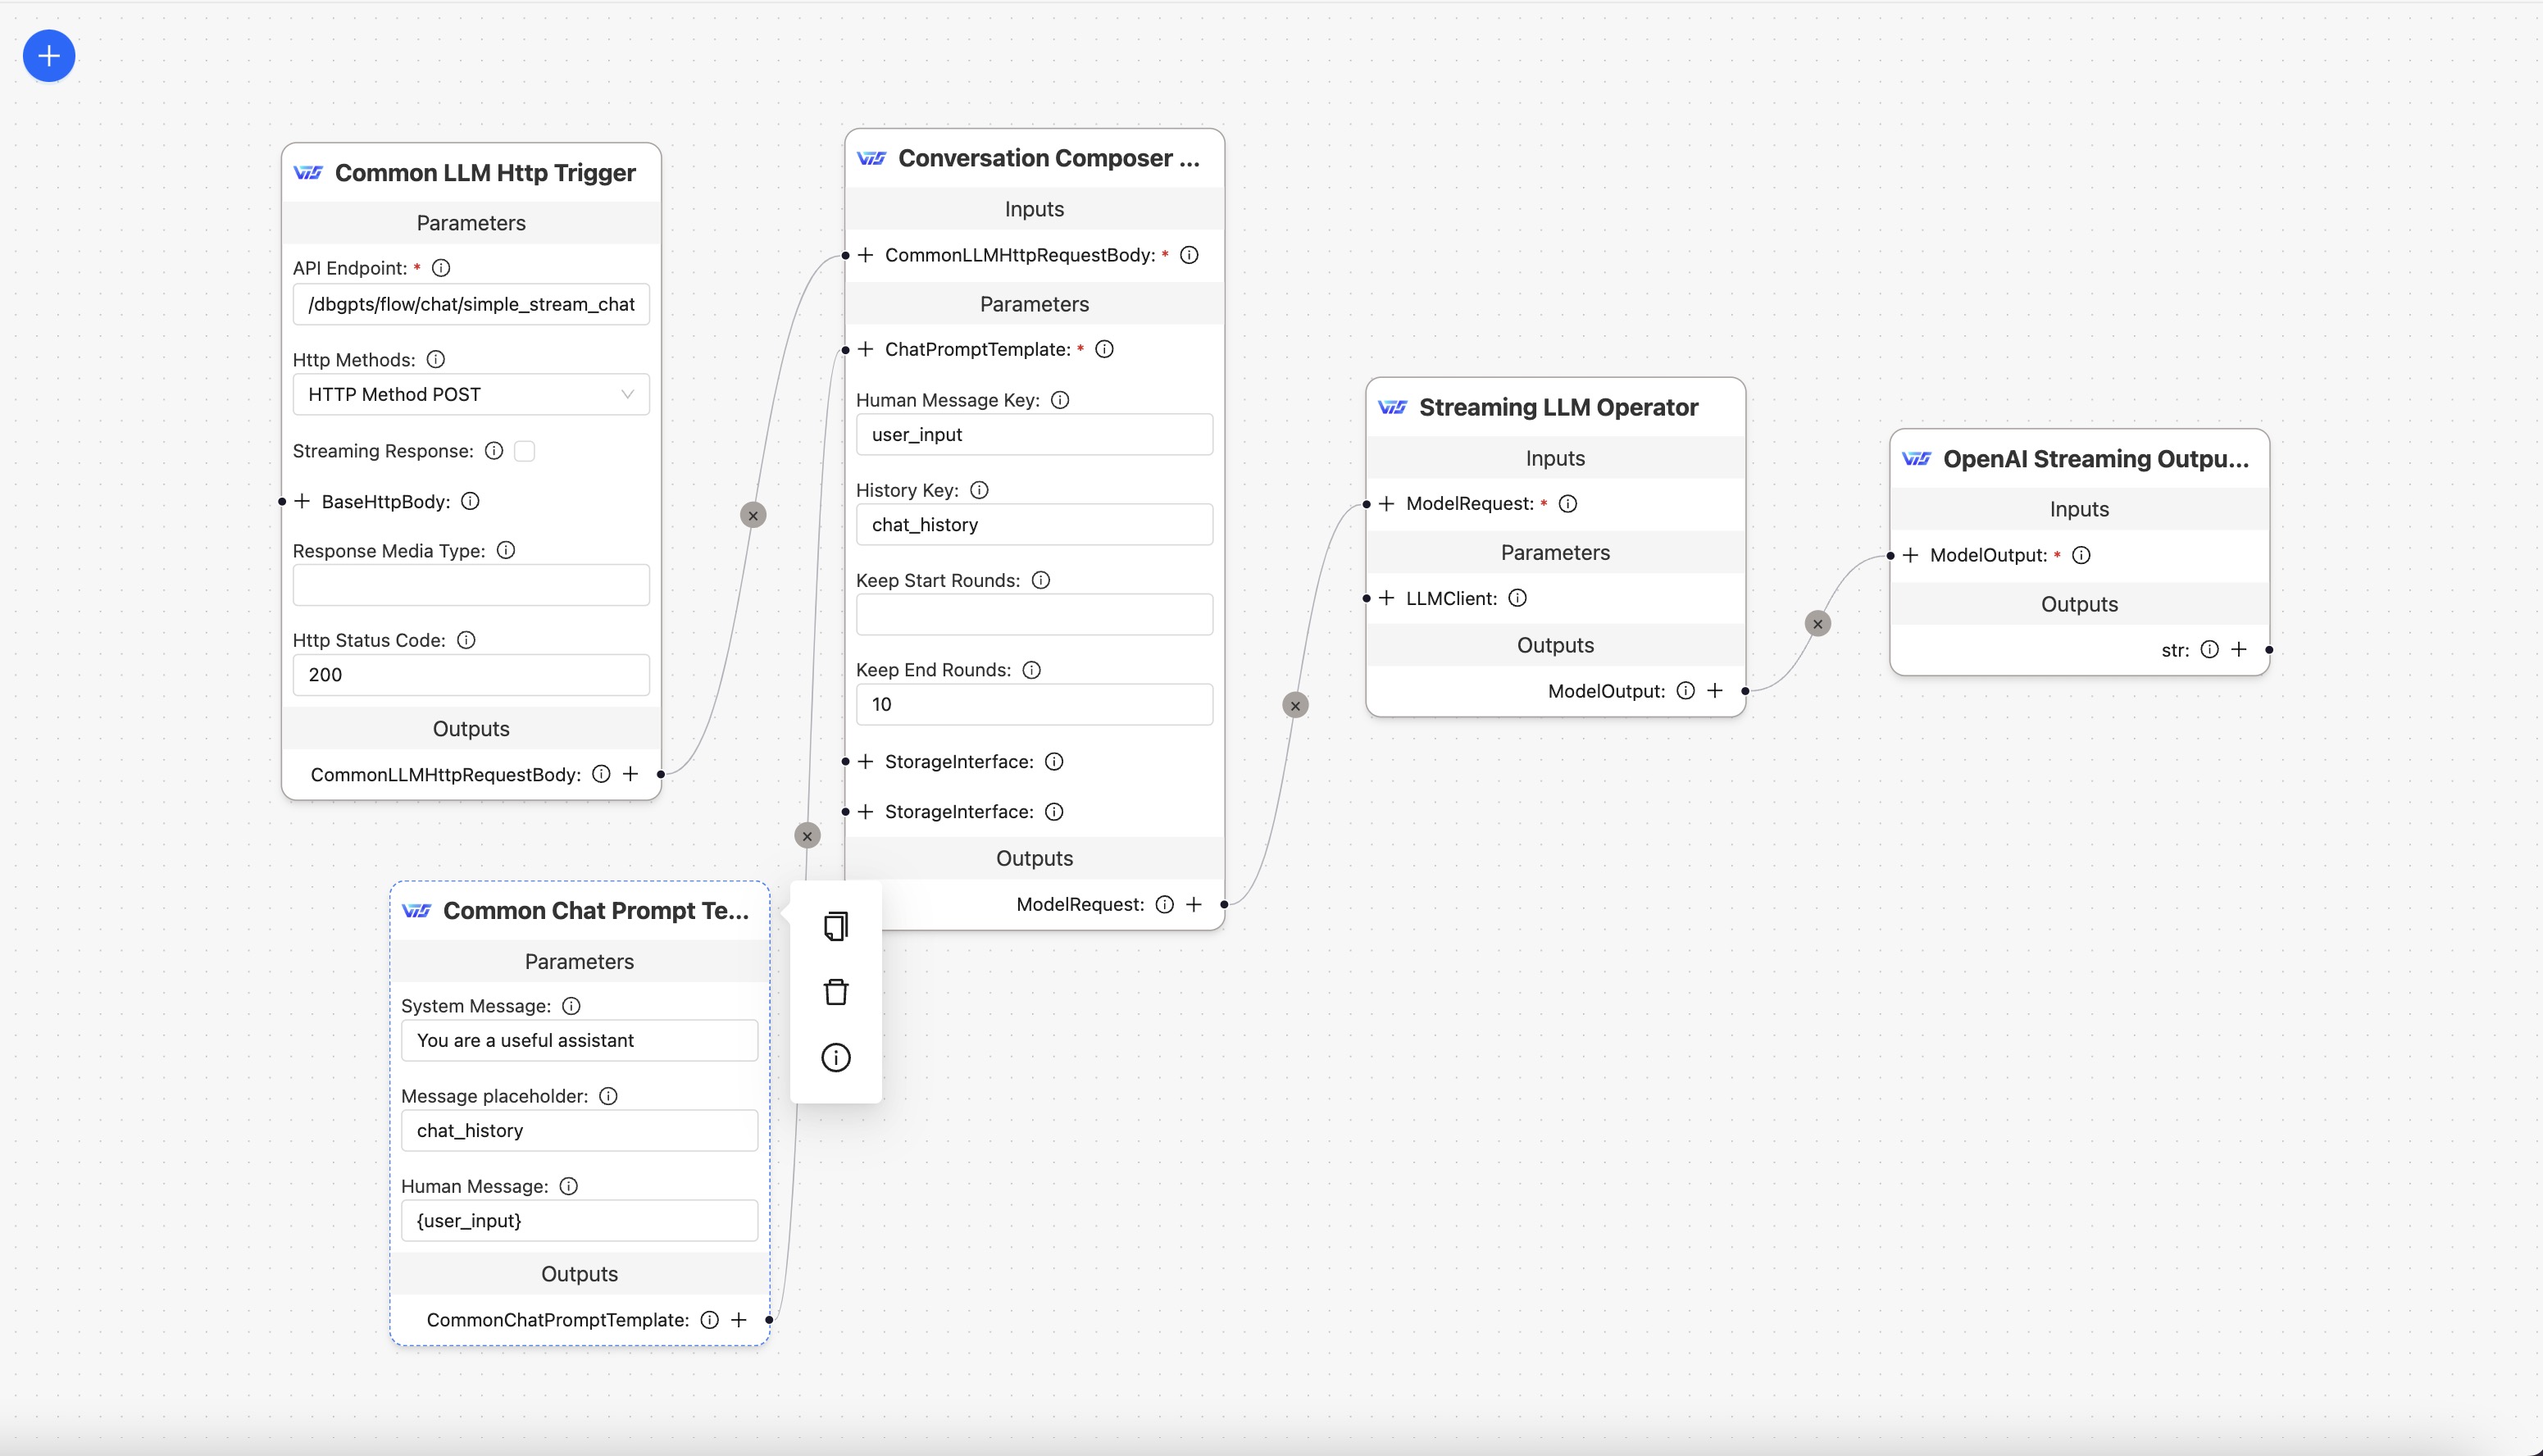 Common LLM Http Trigger
Parameters
API Endpoint: *
/dbgpts/flow/chat/simple_stream_chat
Http Methods:
HTTP Method POST
Streaming Response:
BaseHttpBody:
Response Media Type:
Http Status Code:
200
Outputs
CommonLLMHttpRequestBody:
Common Chat Prompt Te...
Parameters
System Message:
You are a useful assistant
Message placeholder:
chat_history
Human Message:
{user_input}
Outputs
CommonChatPromptTemplate:
Conversation Composer ...
Inputs
CommonLLMHttpRequestBody: *
Parameters
ChatPromptTemplate: *
Human Message Key:
user_input
History Key:
chat_history
Keep Start Rounds:
Keep End Rounds:
10
StorageInterface:
StorageInterface:
Outputs
ModelRequest:
Streaming LLM Operator
Inputs
ModelRequest: *
Parameters
LLMClient:
Outputs
ModelOutput:
OpenAI Streaming Outpu...
Inputs
ModelOutput: *
Outputs
str: